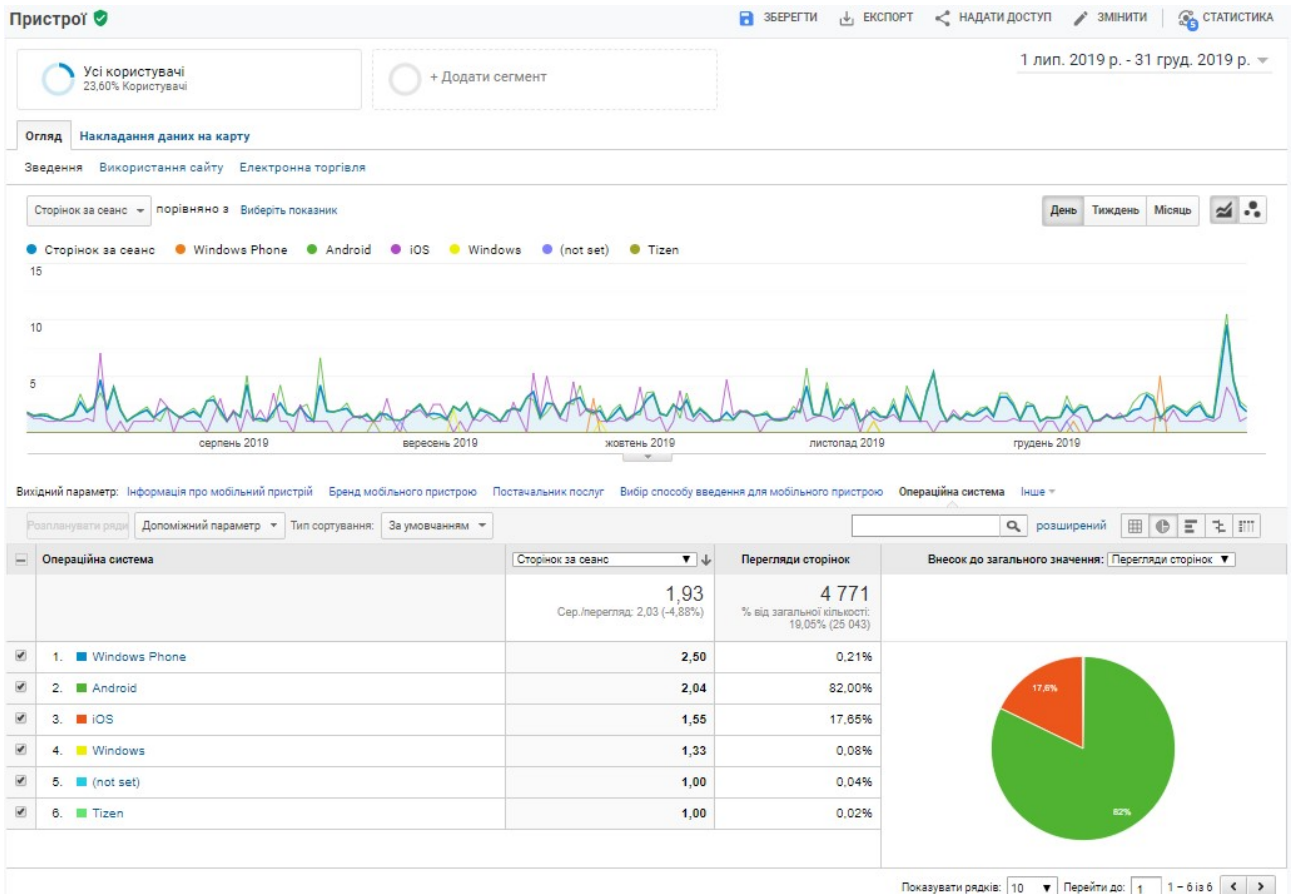 Пристрої
ЗБЕРЕГТИ ЕКСПОРТ НАДАТИ ДОСТУП ЗМІНИТИ 5 СТАТИСТИКА
Усі користувачі
23,60% Користувачі
+ Додати сегмент
1 лип. 2019 р. - 31 груд. 2019 р.
Огляд Накладання даних на карту
Зведення Використання сайту Електронна торгівля
Сторінок за сеанс порівняно з Виберіть показник
День Тиждень Місяць
Сторінок за сеанс Windows Phone Android iOS Windows (not set) Tizen
15
10
5
серпень 2019 вересень 2019 жовтень 2019 листопад 2019 грудень 2019
Вихідний параметр: Інформація про мобільний пристрій Бренд мобільного пристрою Постачальник послуг Вибір способу введення для мобільного пристрою Операційна система Інше
Розпланувати ряди Допоміжний параметр Тип сортування: За умовчанням розширений
Операційна система Сторінок за сеанс Перегляди сторінок Внесок до загального значення: Перегляди сторінок
1,93 4 771
Сер./перегляд: 2,03 (-4,88%) % від загальної кількості:
19,05% (25 043)
1. Windows Phone 2,50 0,21%
2. Android 2,04 82,00%
3. iOS 1,55 17,65%
4. Windows 1,33 0,08%
5. (not set) 1,00 0,04%
6. Tizen 1,00 0,02%
17,6%
82%
Показувати рядків: 10 Перейти до: 1 1 – 6 із 6